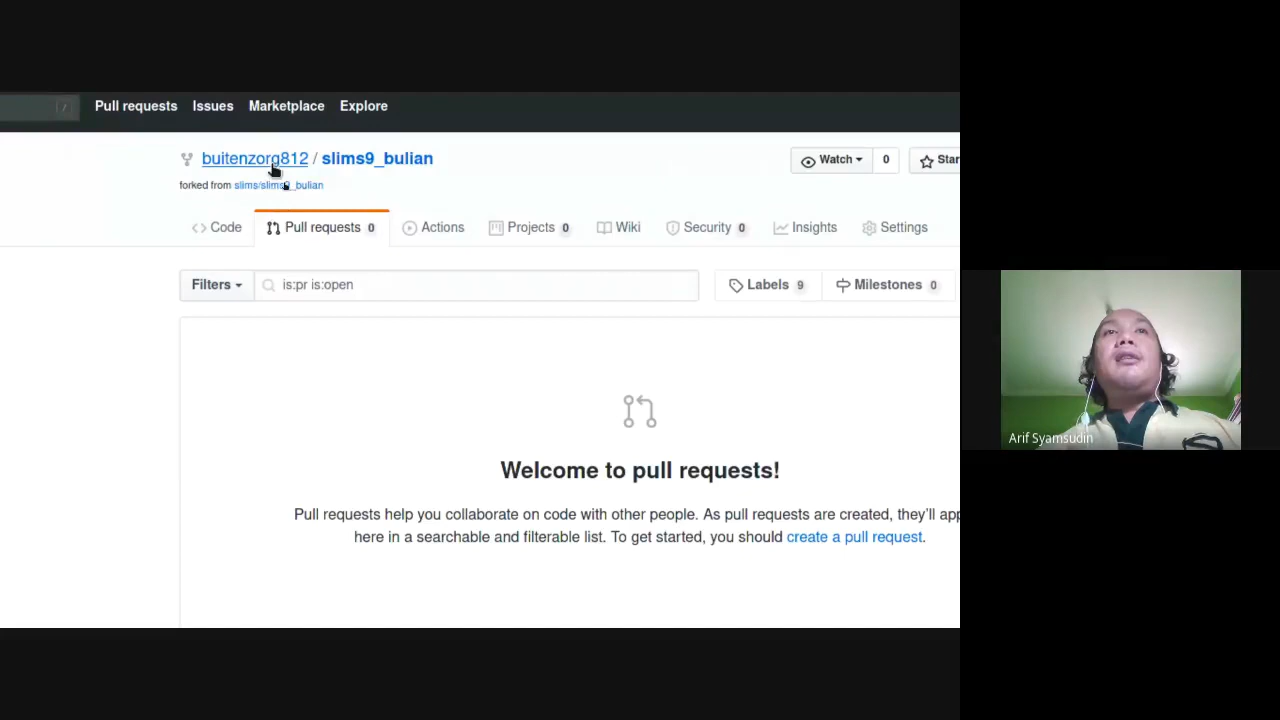 / Pull requests Issues Marketplace Explore
buitenzorg812 / slims9_bulian
Watch 0
forked from slims/slims9_bulian
Code Pull requests 0 Actions Projects 0 Wiki Security 0 Insights Settings
Filters is:pr is:open Labels 9 Milestones 0
Arif Syamsudin
Welcome to pull requests!
Pull requests help you collaborate on code with other people. As pull requests are created, they'll
here in a searchable and filterable list. To get started, you should create a pull request.